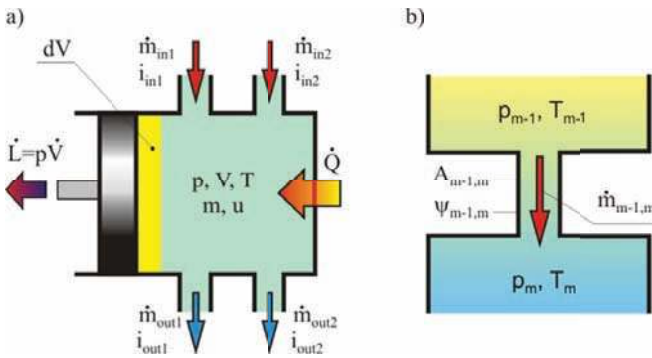 a)
dV
ṁin1
iin1
ṁin2
iin2
L̇=pV̇
p, V, T
m, u
Q̇
ṁout1
iout1
ṁout2
iout2
b)
pm-1, Tm-1
Am-1,m
ψm-1,m
ṁm-1,m
pm, Tm